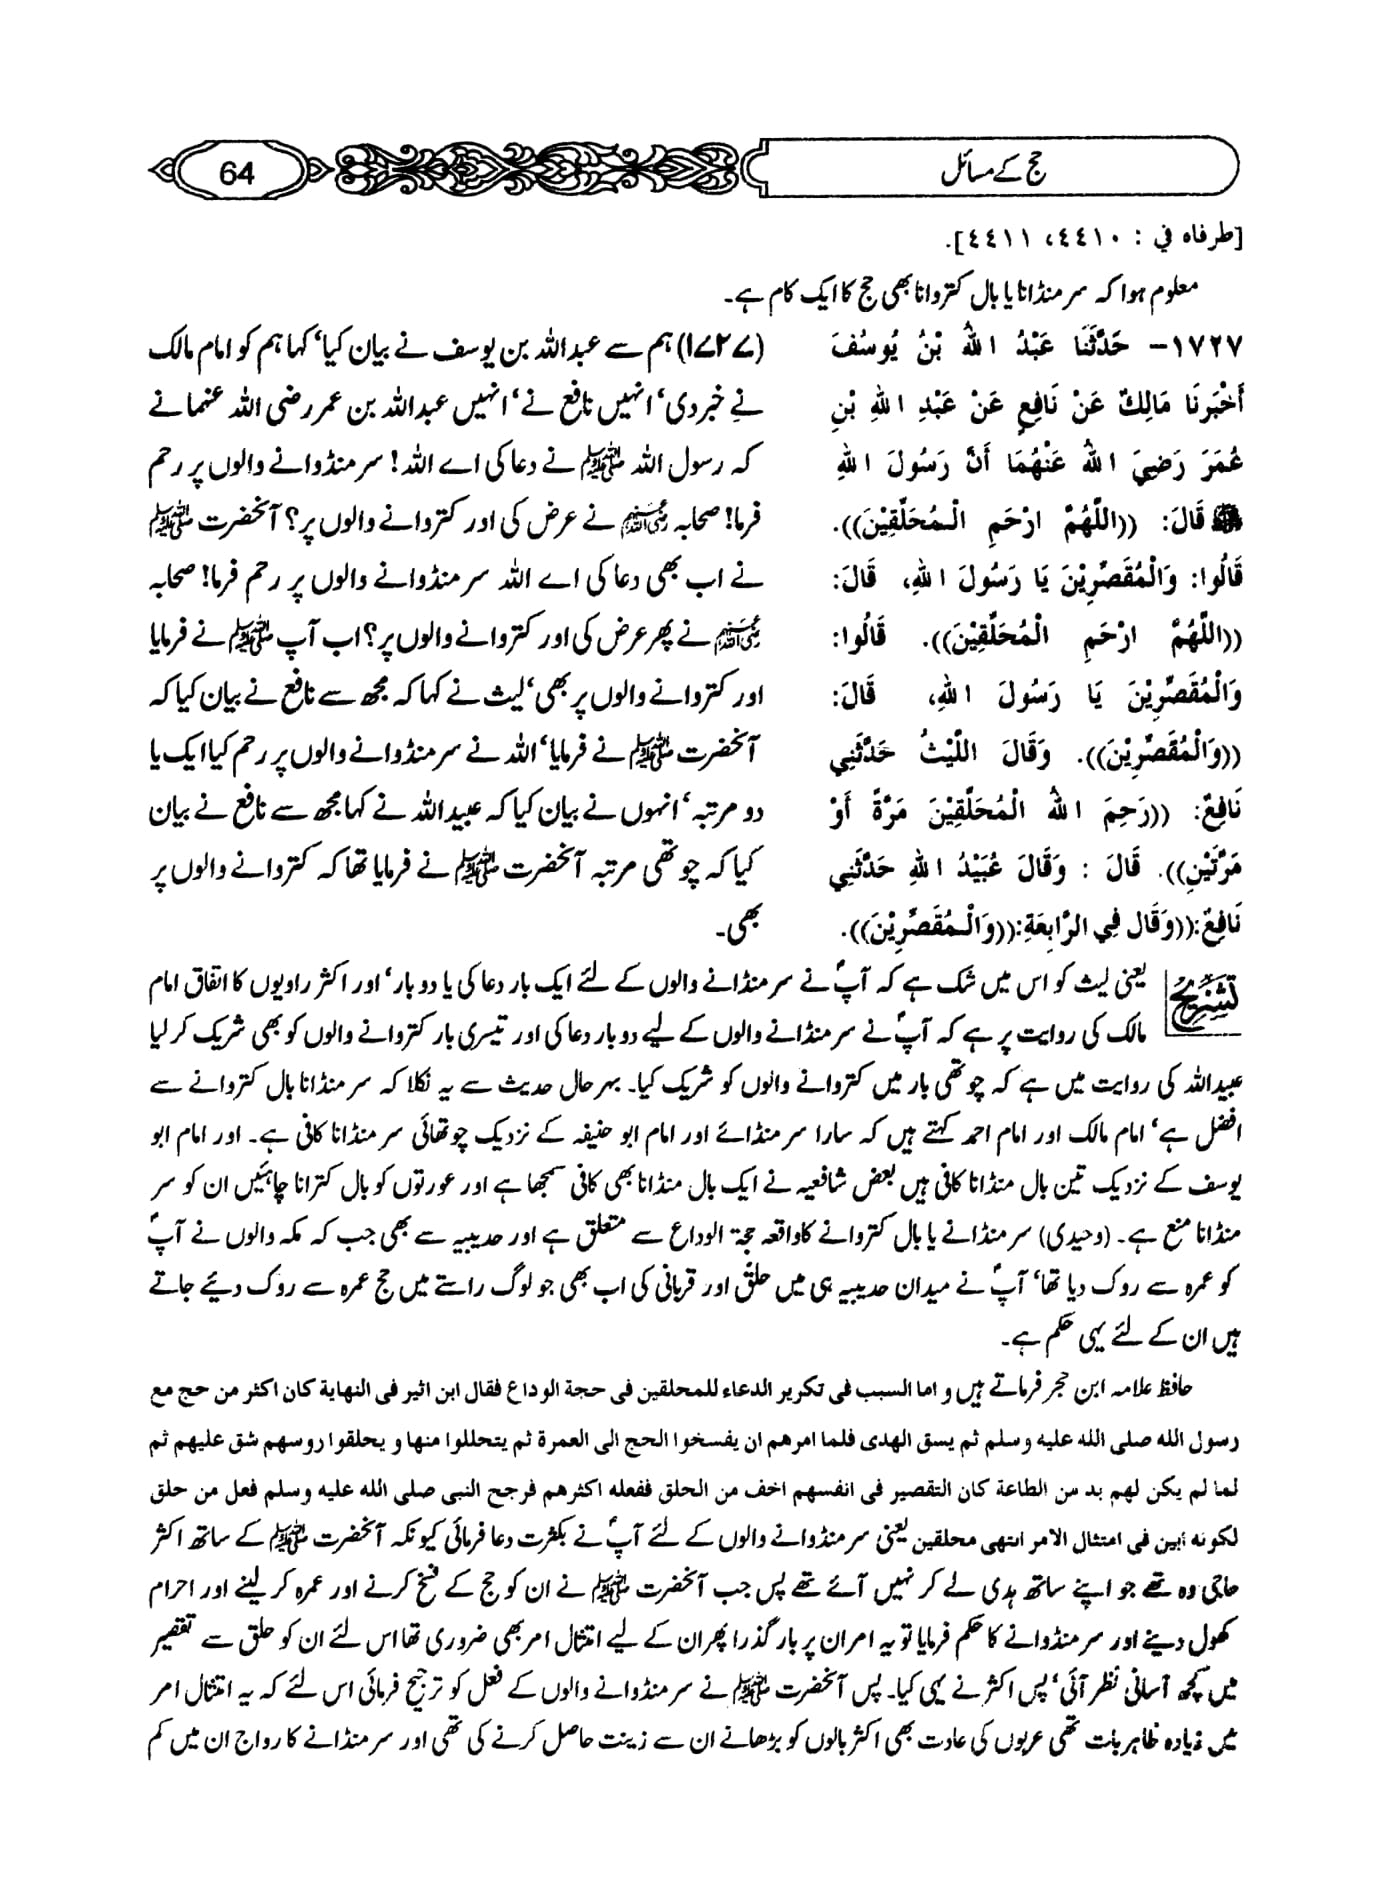 حج کے مسائل
64
[طرفاه في : ٤٤١٠، ٤٤١١].
معلوم ہوا کہ سر منڈانا یا بال کتروانا بھی حج کا ایک کام ہے۔
١٧٢٧- حَدَّثَنَا عَبْدُ اللهِ بْنُ يُوسُفَ
أَخْبَرَنَا مَالِكٌ عَنْ نَافِعٍ عَنْ عَبْدِ اللهِ بْنِ
عُمَرَ رَضِيَ اللهُ عَنْهُمَا أَنَّ رَسُولَ اللهِ
ﷺ قَالَ: ((اللَّهُمَّ ارْحَمِ الْمُحَلِّقِيْنَ)).
قَالُوا: وَالْمُقَصِّرِيْنَ يَا رَسُولَ اللهِ، قَالَ:
((اللَّهُمَّ ارْحَمِ الْمُحَلِّقِيْنَ)). قَالُوا:
وَالْمُقَصِّرِيْنَ يَا رَسُولَ اللهِ، قَالَ:
((وَالْمُقَصِّرِيْنَ)). وَقَالَ اللَّيْثُ حَدَّثَنِي
نَافِعٌ: ((رَحِمَ اللهُ الْمُحَلِّقِيْنَ مَرَّةً أَوْ
مَرَّتَيْنِ)). قَالَ : وَقَالَ عُبَيْدُ اللهِ حَدَّثَنِي
نَافِعٌ:((وَقَالَ فِي الرَّابِعَةِ:((وَالْمُقَصِّرِيْنَ)).
(۱۷۲۷) ہم سے عبداللہ بن یوسف نے بیان کیا‘ کہا ہم کو امام مالک
نے خبر دی‘ انہیں نافع نے‘ انہیں عبداللہ بن عمر رضی اللہ عنہما نے
کہ رسول اللہ ﷺ نے دعا کی اے اللہ! سر منڈوانے والوں پر رحم
فرما! صحابہ رضی اللہ عنہم نے عرض کی اور کتروانے والوں پر؟ آنحضرت ﷺ
نے اب بھی دعا کی اے اللہ سر منڈوانے والوں پر رحم فرما! صحابہ
رضی اللہ عنہم نے پھر عرض کی اور کتروانے والوں پر؟ اب آپ ﷺ نے فرمایا
اور کتروانے والوں پر بھی‘ لیث نے کہا کہ مجھ سے نافع نے بیان کیا کہ
آنحضرت ﷺ نے فرمایا‘ اللہ نے سر منڈوانے والوں پر رحم کیا ایک یا
دو مرتبہ‘ انہوں نے بیان کیا کہ عبیداللہ نے کہا مجھ سے نافع نے بیان
کیا کہ چوتھی مرتبہ آنحضرت ﷺ نے فرمایا تھا کہ کتروانے والوں پر
بھی۔
تشریح
یعنی لیث کو اس میں شک ہے کہ آپؐ نے سر منڈانے والوں کے لئے ایک بار دعا کی یا دو بار‘ اور اکثر راویوں کا اتفاق امام
مالک کی روایت پر ہے کہ آپؐ نے سر منڈانے والوں کے لیے دو بار دعا کی اور تیسری بار کتروانے والوں کو بھی شریک کر لیا
عبیداللہ کی روایت میں ہے کہ چوتھی بار میں کتروانے والوں کو شریک کیا۔ بہر حال حدیث سے یہ نکلا کہ سر منڈانا بال کتروانے سے
افضل ہے‘ امام مالک اور امام احمد کہتے ہیں کہ سارا سر منڈائے اور امام ابو حنیفہ کے نزدیک چوتھائی سر منڈانا کافی ہے۔ اور امام ابو
یوسف کے نزدیک تین بال منڈانا کافی ہیں بعض شافعیہ نے ایک بال منڈانا بھی کافی سمجھا ہے اور عورتوں کو بال کترانا چاہئیں ان کو سر
منڈانا منع ہے۔ (وحیدی) سر منڈانے یا بال کتروانے کا واقعہ حجۃ الوداع سے متعلق ہے اور حدیبیہ سے بھی جب کہ مکہ والوں نے آپؐ
کو عمرہ سے روک دیا تھا‘ آپؐ نے میدان حدیبیہ ہی میں حلق اور قربانی کی اب بھی جو لوگ راستے میں حج عمرہ سے روک دیئے جاتے
ہیں ان کے لئے یہی حکم ہے۔
حافظ علامہ ابن حجر فرماتے ہیں و اما السبب فی تکریر الدعاء للمحلقین فی حجة الوداع فقال ابن اثیر فی النهایة کان اکثر من حج مع
رسول الله صلی الله علیه وسلم ثم یسق الهدی فلما امرهم ان یفسخوا الحج الی العمرة ثم یتحللوا منها و یحلقوا روسهم شق علیهم ثم
لما لم یکن لهم بد من الطاعة کان التقصیر فی انفسهم اخف من الحلق ففعله اکثرهم فرجح النبی صلی الله علیه وسلم فعل من حلق
لکونه أبین فی امتثال الامر انتهی محلقین یعنی سر منڈوانے والوں کے لئے آپؐ نے بکثرت دعا فرمائی کیونکہ آنحضرت ﷺ کے ساتھ اکثر
حاجی وہ تھے جو اپنے ساتھ ہدی لے کر نہیں آئے تھے پس جب آنحضرت ﷺ نے ان کو حج کے فسخ کرنے اور عمرہ کر لینے اور احرام
کھول دینے اور سر منڈوانے کا حکم فرمایا تو یہ امر ان پر بار گذرا پھر ان کے لیے امتثال امر بھی ضروری تھا اس لئے ان کو حلق سے تقصیر
میں کچھ آسانی نظر آئی‘ پس اکثر نے یہی کیا۔ پس آنحضرت ﷺ نے سر منڈوانے والوں کے فعل کو ترجیح فرمائی اس لئے کہ یہ امتثال امر
میں زیادہ ظاہر بات تھی عربوں کی عادت بھی اکثر بالوں کو بڑھانے ان سے زینت حاصل کرنے کی تھی اور سر منڈانے کا رواج ان میں کم